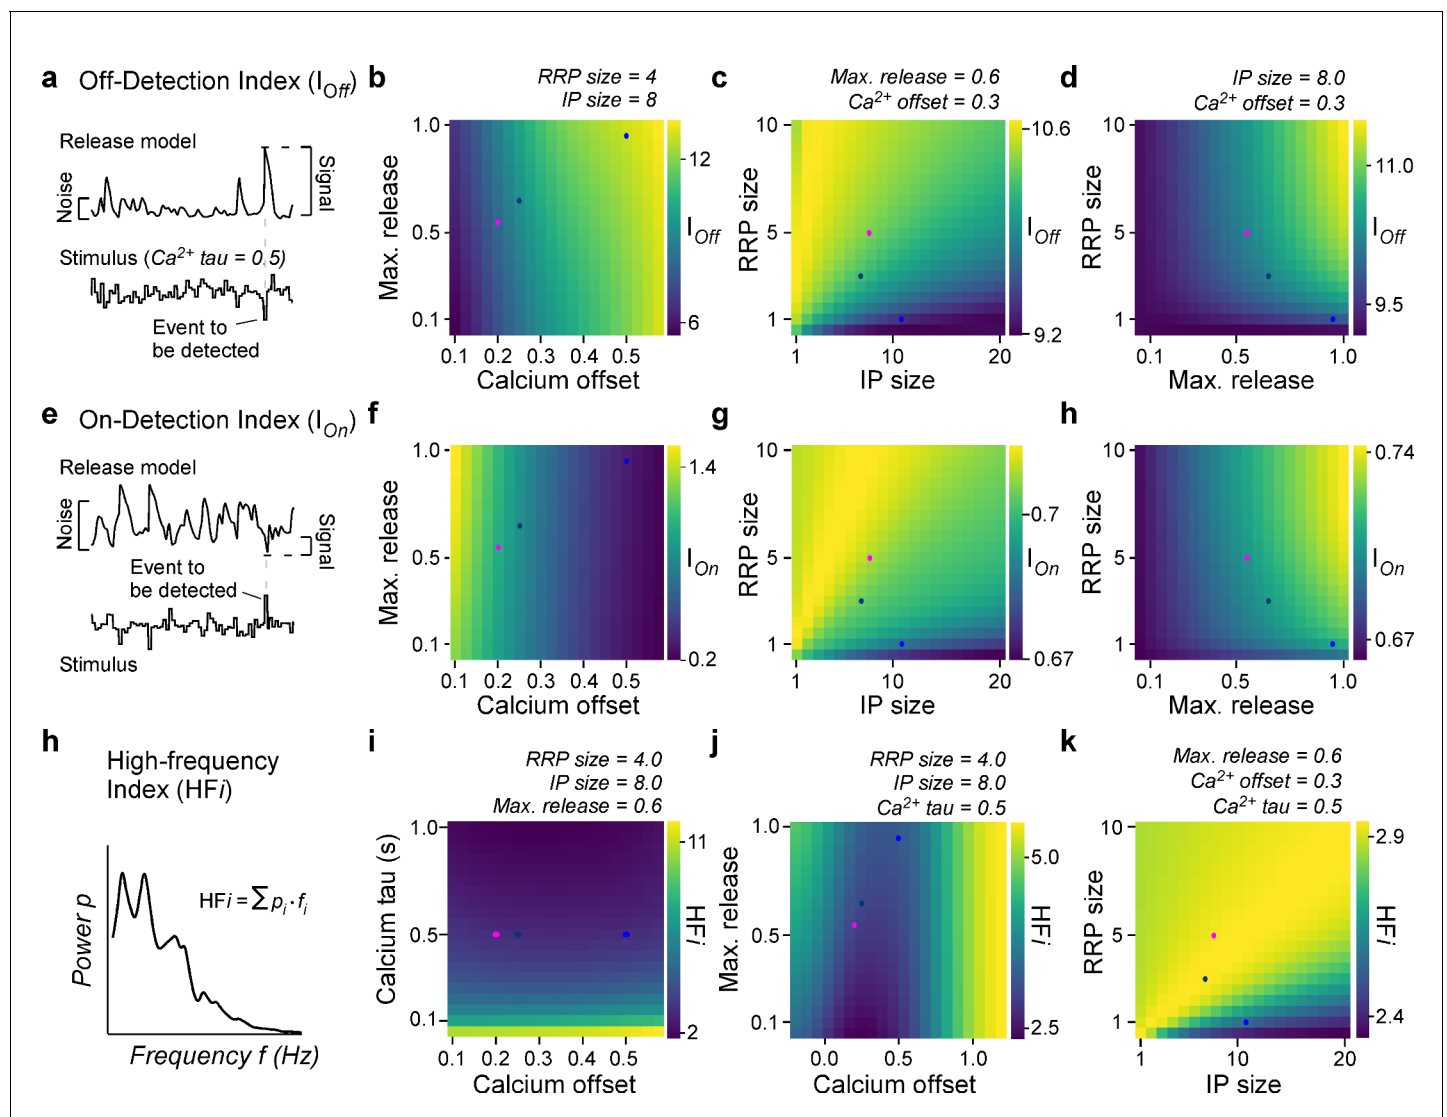 a Off-Detection Index (IOff)
Release model
Noise
Signal
Stimulus (Ca2+ tau = 0.5)
Event to
be detected
b
RRP size = 4
IP size = 8
Max. release
1.0
0.5
0.1
0.1 0.2 0.3 0.4 0.5
Calcium offset
12
IOff
6
c
Max. release = 0.6
Ca2+ offset = 0.3
RRP size
10
5
1
1 10 20
IP size
10.6
IOff
9.2
d
IP size = 8.0
Ca2+ offset = 0.3
RRP size
10
5
1
0.1 0.5 1.0
Max. release
11.0
IOff
9.5
e On-Detection Index (IOn)
Release model
Noise
Signal
Event to
be detected
Stimulus
f
Max. release
1.0
0.5
0.1
0.1 0.2 0.3 0.4 0.5
Calcium offset
1.4
IOn
0.2
g
RRP size
10
5
1
1 10 20
IP size
0.7
IOn
0.67
h
RRP size
10
5
1
0.1 0.5 1.0
Max. release
0.74
IOn
0.67
h
High-frequency
Index (HFi)
Power p
HFi = ∑ pi · fi
Frequency f (Hz)
i
RRP size = 4.0
IP size = 8.0
Max. release = 0.6
Calcium tau (s)
1.0
0.5
0.1
0.1 0.2 0.3 0.4 0.5
Calcium offset
11
HFi
2
j
RRP size = 4.0
IP size = 8.0
Ca2+ tau = 0.5
Max. release
1.0
0.5
0.1
0.0 0.5 1.0
Calcium offset
5.0
HFi
2.5
k
Max. release = 0.6
Ca2+ offset = 0.3
Ca2+ tau = 0.5
RRP size
10
5
1
1 10 20
IP size
2.9
HFi
2.4